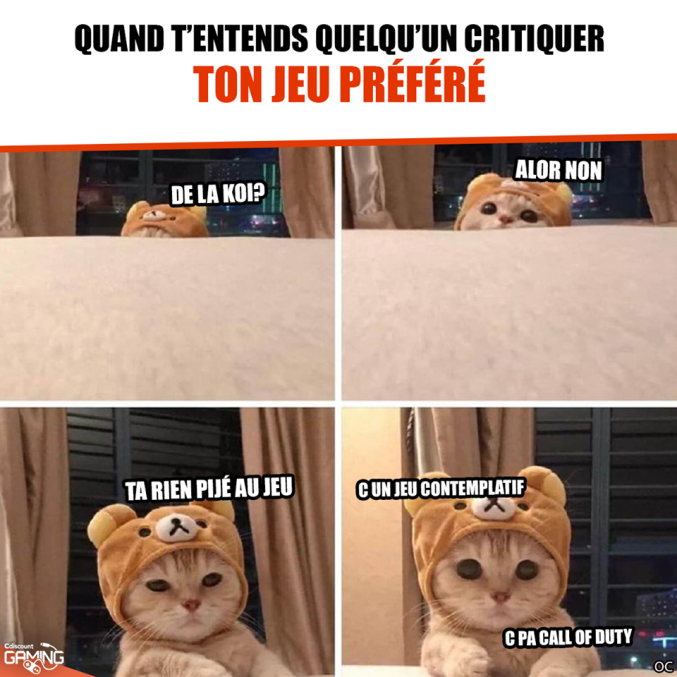 QUAND T'ENTENDS QUELQU'UN CRITIQUER
TON JEU PRÉFÉRÉ
DE LA KOI?
ALOR NON
TA RIEN PIJÉ AU JEU
C UN JEU CONTEMPLATIF
C PA CALL OF DUTY
Cdiscount
GAMING
OC